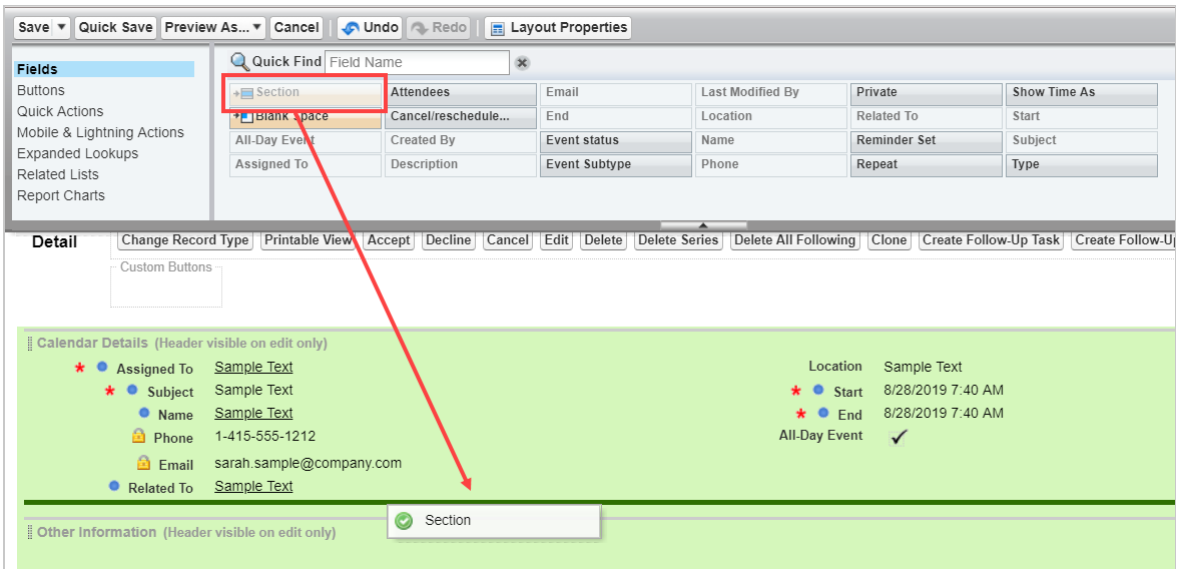 Save Quick Save Preview As... Cancel Undo Redo Layout Properties
Fields
Buttons
Quick Actions
Mobile & Lightning Actions
Expanded Lookups
Related Lists
Report Charts
Quick Find Field Name
Section Attendees Email Last Modified By Private Show Time As
Blank Space Cancel/reschedule... End Location Related To Start
All-Day Event Created By Event status Name Reminder Set Subject
Assigned To Description Event Subtype Phone Repeat Type
Detail Change Record Type Printable View Accept Decline Cancel Edit Delete Delete Series Delete All Following Clone Create Follow-Up Task Create Follow-U
Custom Buttons
Calendar Details (Header visible on edit only)
Assigned To Sample Text Location Sample Text
Subject Sample Text Start 8/28/2019 7:40 AM
Name Sample Text End 8/28/2019 7:40 AM
Phone 1-415-555-1212 All-Day Event
Email sarah.sample@company.com
Related To Sample Text
Section
Other Information (Header visible on edit only)